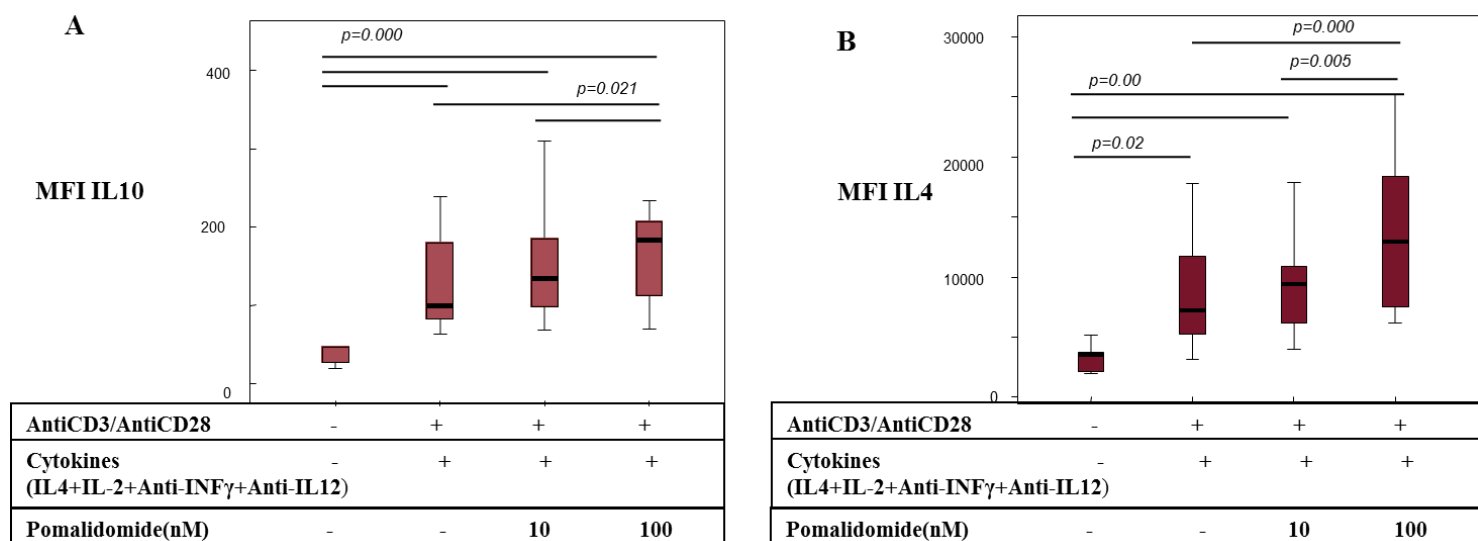 A
p=0.000
400
p=0.021
MFI IL10
200
0
AntiCD3/AntiCD28 - + + +
Cytokines - + + +
(IL4+IL-2+Anti-INFγ+Anti-IL12)
Pomalidomide(nM) - - 10 100
B
30000
p=0.000
p=0.005
p=0.00
20000
p=0.02
MFI IL4
10000
0
AntiCD3/AntiCD28 - + + +
Cytokines - + + +
(IL4+IL-2+Anti-INFγ+Anti-IL12)
Pomalidomide(nM) - - 10 100